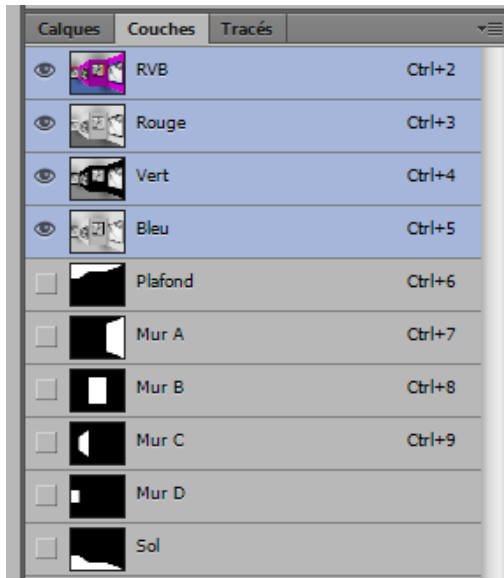 Calques Couches Tracés
RVB Ctrl+2
Rouge Ctrl+3
Vert Ctrl+4
Bleu Ctrl+5
Plafond Ctrl+6
Mur A Ctrl+7
Mur B Ctrl+8
Mur C Ctrl+9
Mur D
Sol